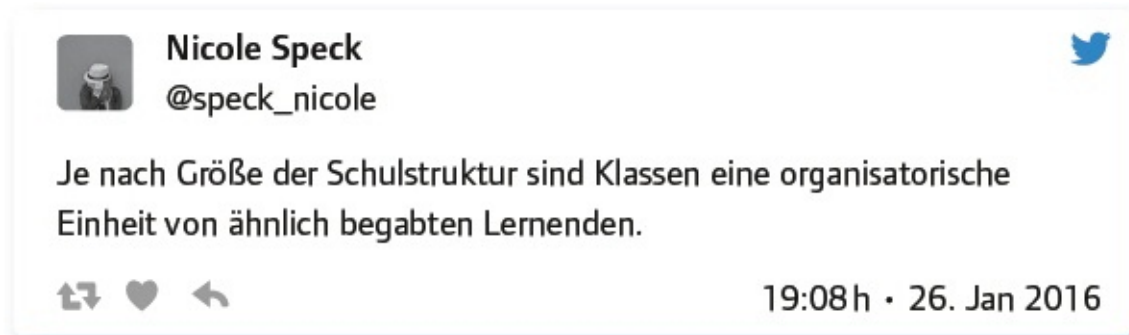 Nicole Speck
@speck_nicole
Je nach Größe der Schulstruktur sind Klassen eine organisatorische
Einheit von ähnlich begabten Lernenden.
19:08 h · 26. Jan 2016